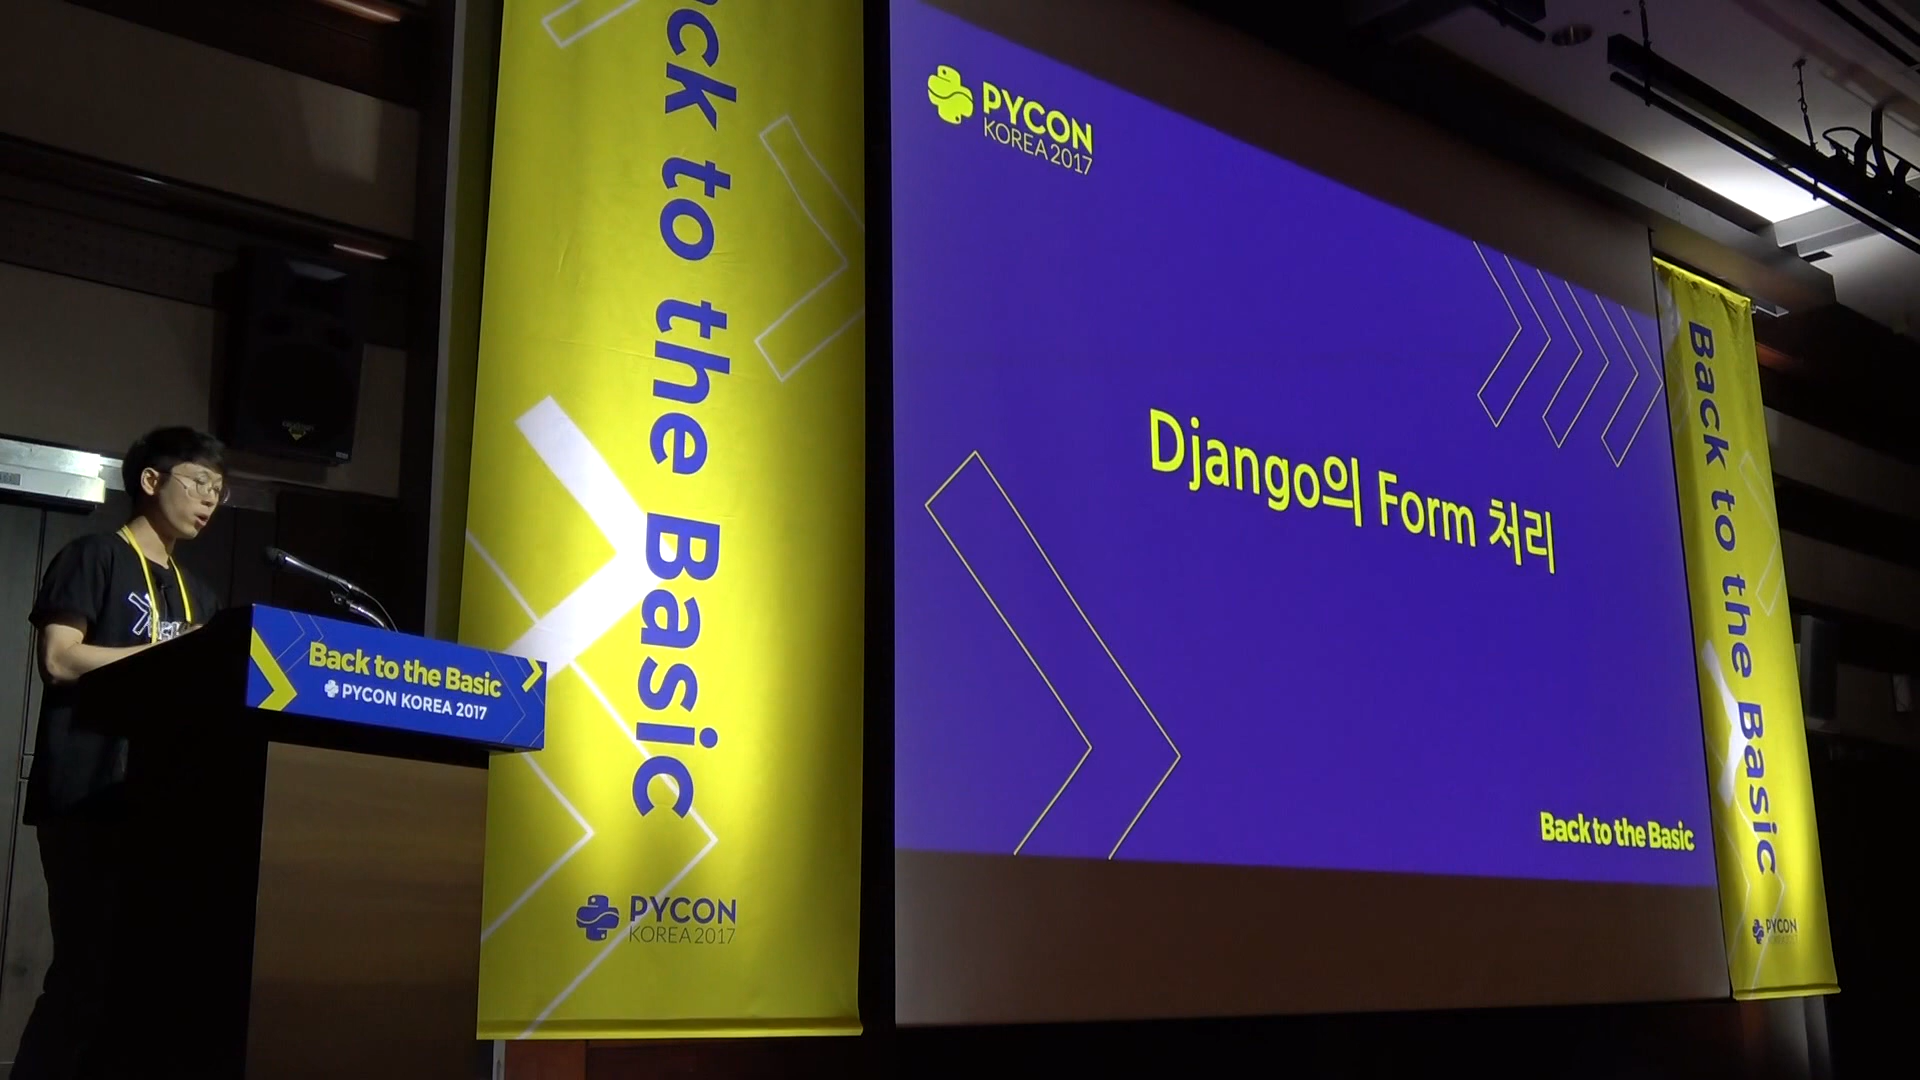 ck to the Basic
PYCON
KOREA 2017
PYCON
KOREA 2017
Django의 Form 처리
Back to the Basic
Back to the Basic
PYCON KOREA 2017
Back to the Basic
PYCON
KOREA 2017